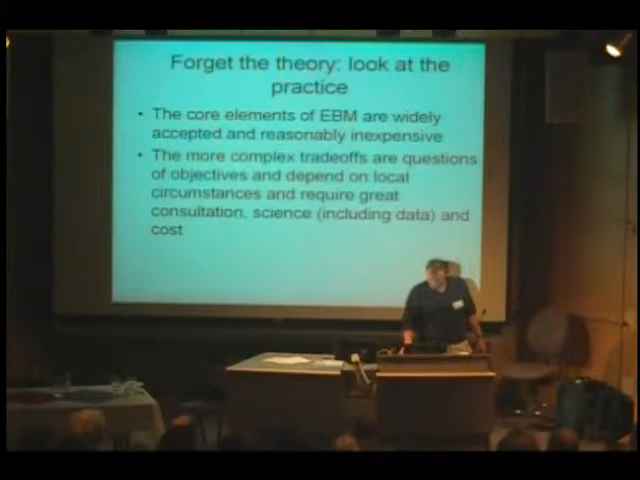 Forget the theory: look at the
practice
• The core elements of EBM are widely
accepted and reasonably inexpensive
• The more complex tradeoffs are questions
of objectives and depend on local
circumstances and require great
consultation, science (including data) and
cost